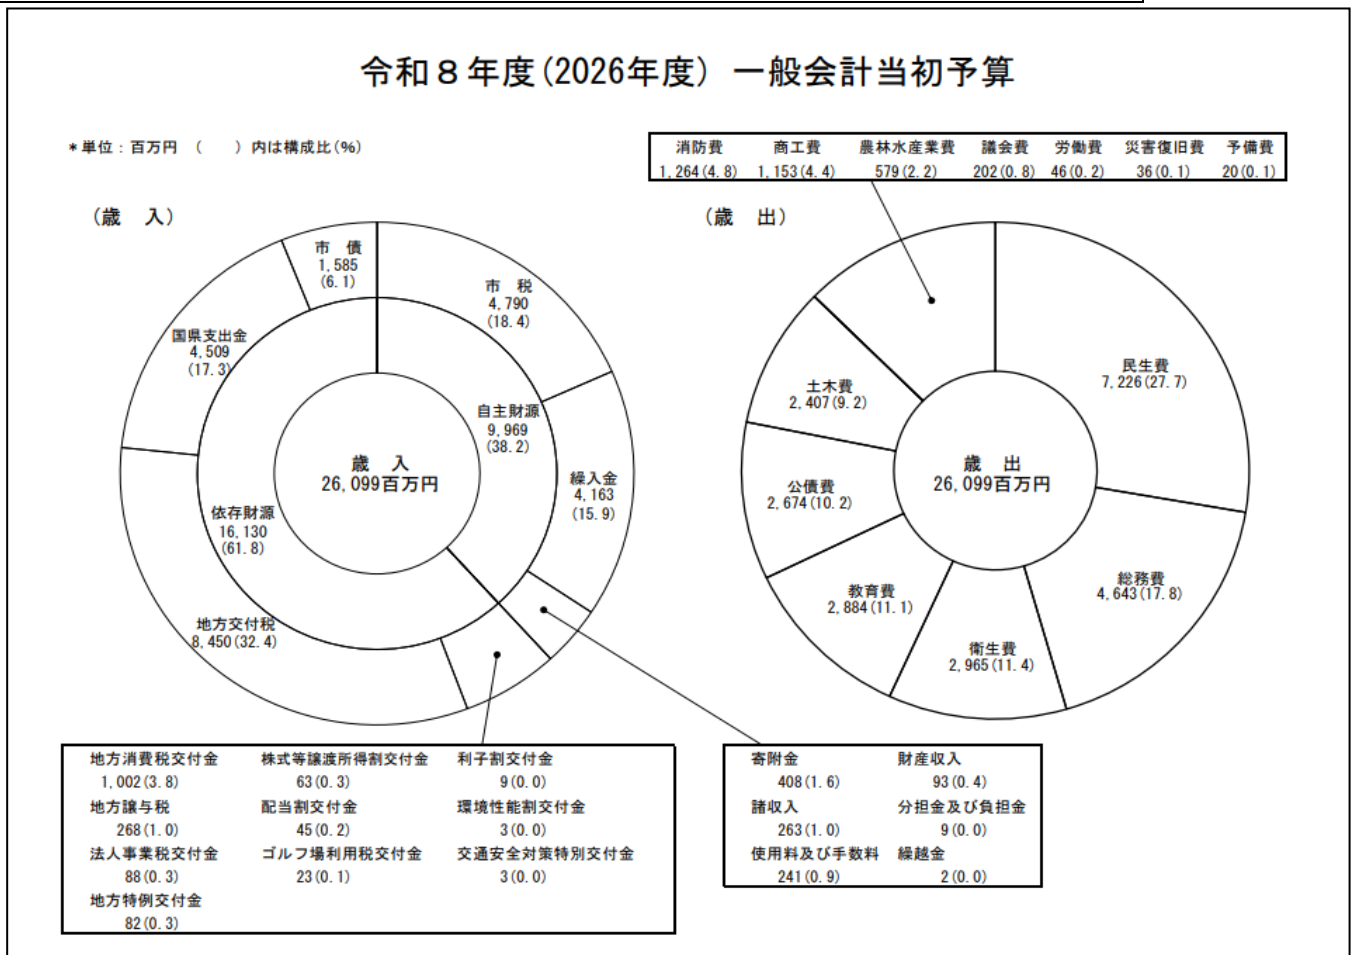 令和８年度(2026年度) 一般会計当初予算
＊単位：百万円 （　　）内は構成比(%)
消防費 商工費 農林水産業費 議会費 労働費 災害復旧費 予備費
1,264(4.8) 1,153(4.4) 579(2.2) 202(0.8) 46(0.2) 36(0.1) 20(0.1)
（歳　入）
市　債
1,585
(6.1)
市　税
4,790
(18.4)
国県支出金
4,509
(17.3)
自主財源
9,969
(38.2)
歳　入
26,099百万円
繰入金
4,163
(15.9)
依存財源
16,130
(61.8)
地方交付税
8,450(32.4)
（歳　出）
民生費
7,226(27.7)
土木費
2,407(9.2)
歳　出
26,099百万円
公債費
2,674(10.2)
総務費
4,643(17.8)
教育費
2,884(11.1)
衛生費
2,965(11.4)
地方消費税交付金 株式等譲渡所得割交付金 利子割交付金
1,002(3.8) 63(0.3) 9(0.0)
地方譲与税 配当割交付金 環境性能割交付金
268(1.0) 45(0.2) 3(0.0)
法人事業税交付金 ゴルフ場利用税交付金 交通安全対策特別交付金
88(0.3) 23(0.1) 3(0.0)
地方特例交付金
82(0.3)
寄附金 財産収入
408(1.6) 93(0.4)
諸収入 分担金及び負担金
263(1.0) 9(0.0)
使用料及び手数料 繰越金
241(0.9) 2(0.0)